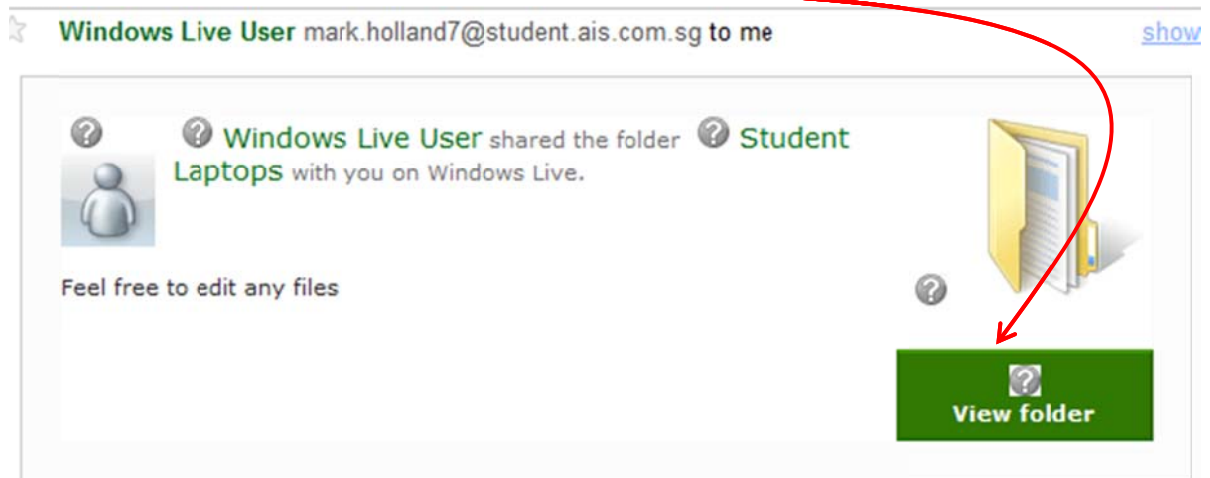 Windows Live User mark.holland7@student.ais.com.sg to me show
Windows Live User shared the folder Student
Laptops with you on Windows Live.
Feel free to edit any files
View folder